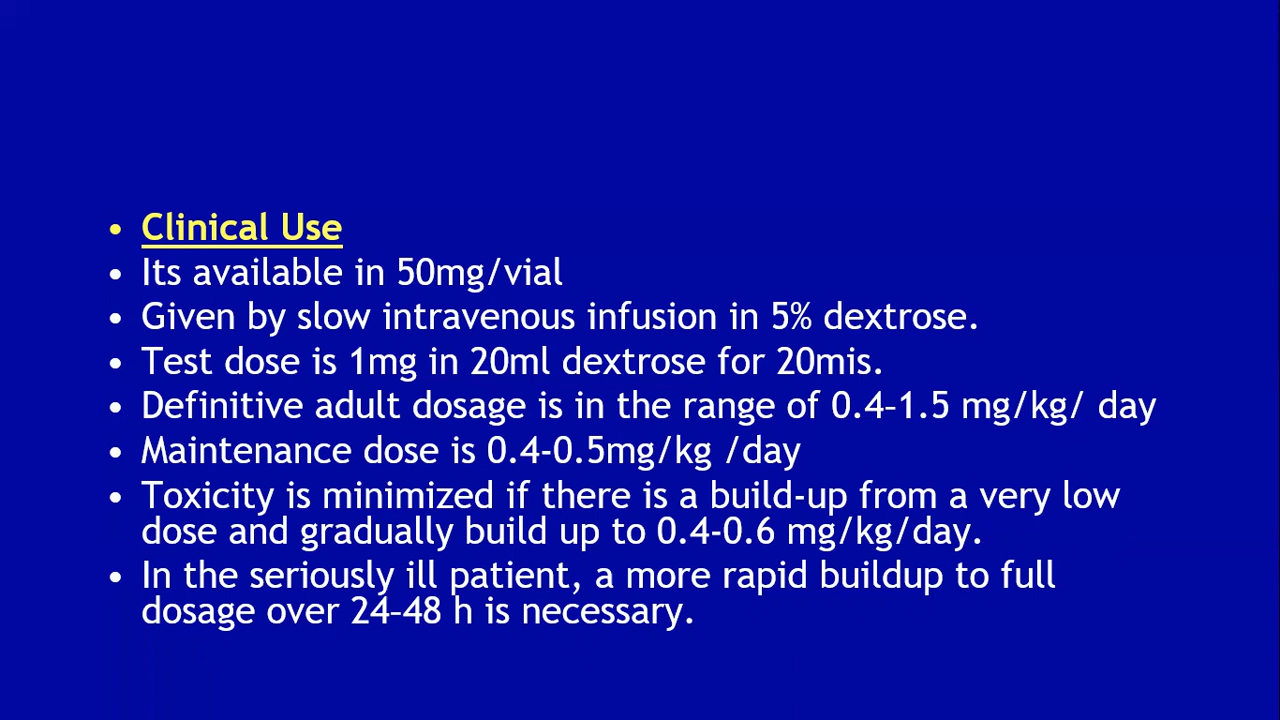 • Clinical Use
• Its available in 50mg/vial
• Given by slow intravenous infusion in 5% dextrose.
• Test dose is 1mg in 20ml dextrose for 20mis.
• Definitive adult dosage is in the range of 0.4–1.5 mg/kg/ day
• Maintenance dose is 0.4-0.5mg/kg /day
• Toxicity is minimized if there is a build-up from a very low
dose and gradually build up to 0.4-0.6 mg/kg/day.
• In the seriously ill patient, a more rapid buildup to full
dosage over 24–48 h is necessary.